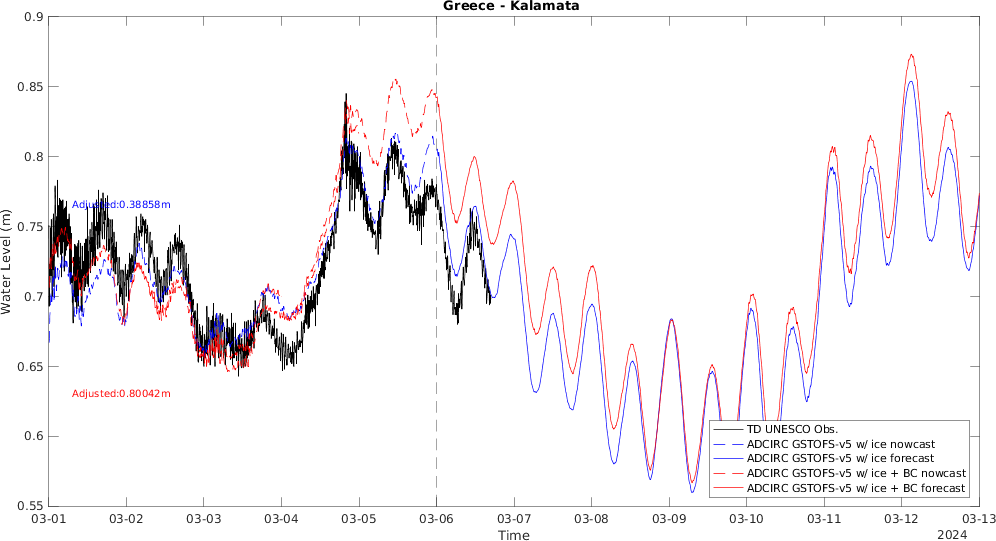 Greece - Kalamata
0.9
0.85
0.8
0.75
0.7
0.65
0.6
0.55
Water Level (m)
Adjusted:0.38858m
Adjusted:0.80042m
TD UNESCO Obs.
ADCIRC GSTOFS-v5 w/ ice nowcast
ADCIRC GSTOFS-v5 w/ ice forecast
ADCIRC GSTOFS-v5 w/ ice + BC nowcast
ADCIRC GSTOFS-v5 w/ ice + BC forecast
03-01 03-02 03-03 03-04 03-05 03-06 03-07 03-08 03-09 03-10 03-11 03-12 03-13
Time
2024